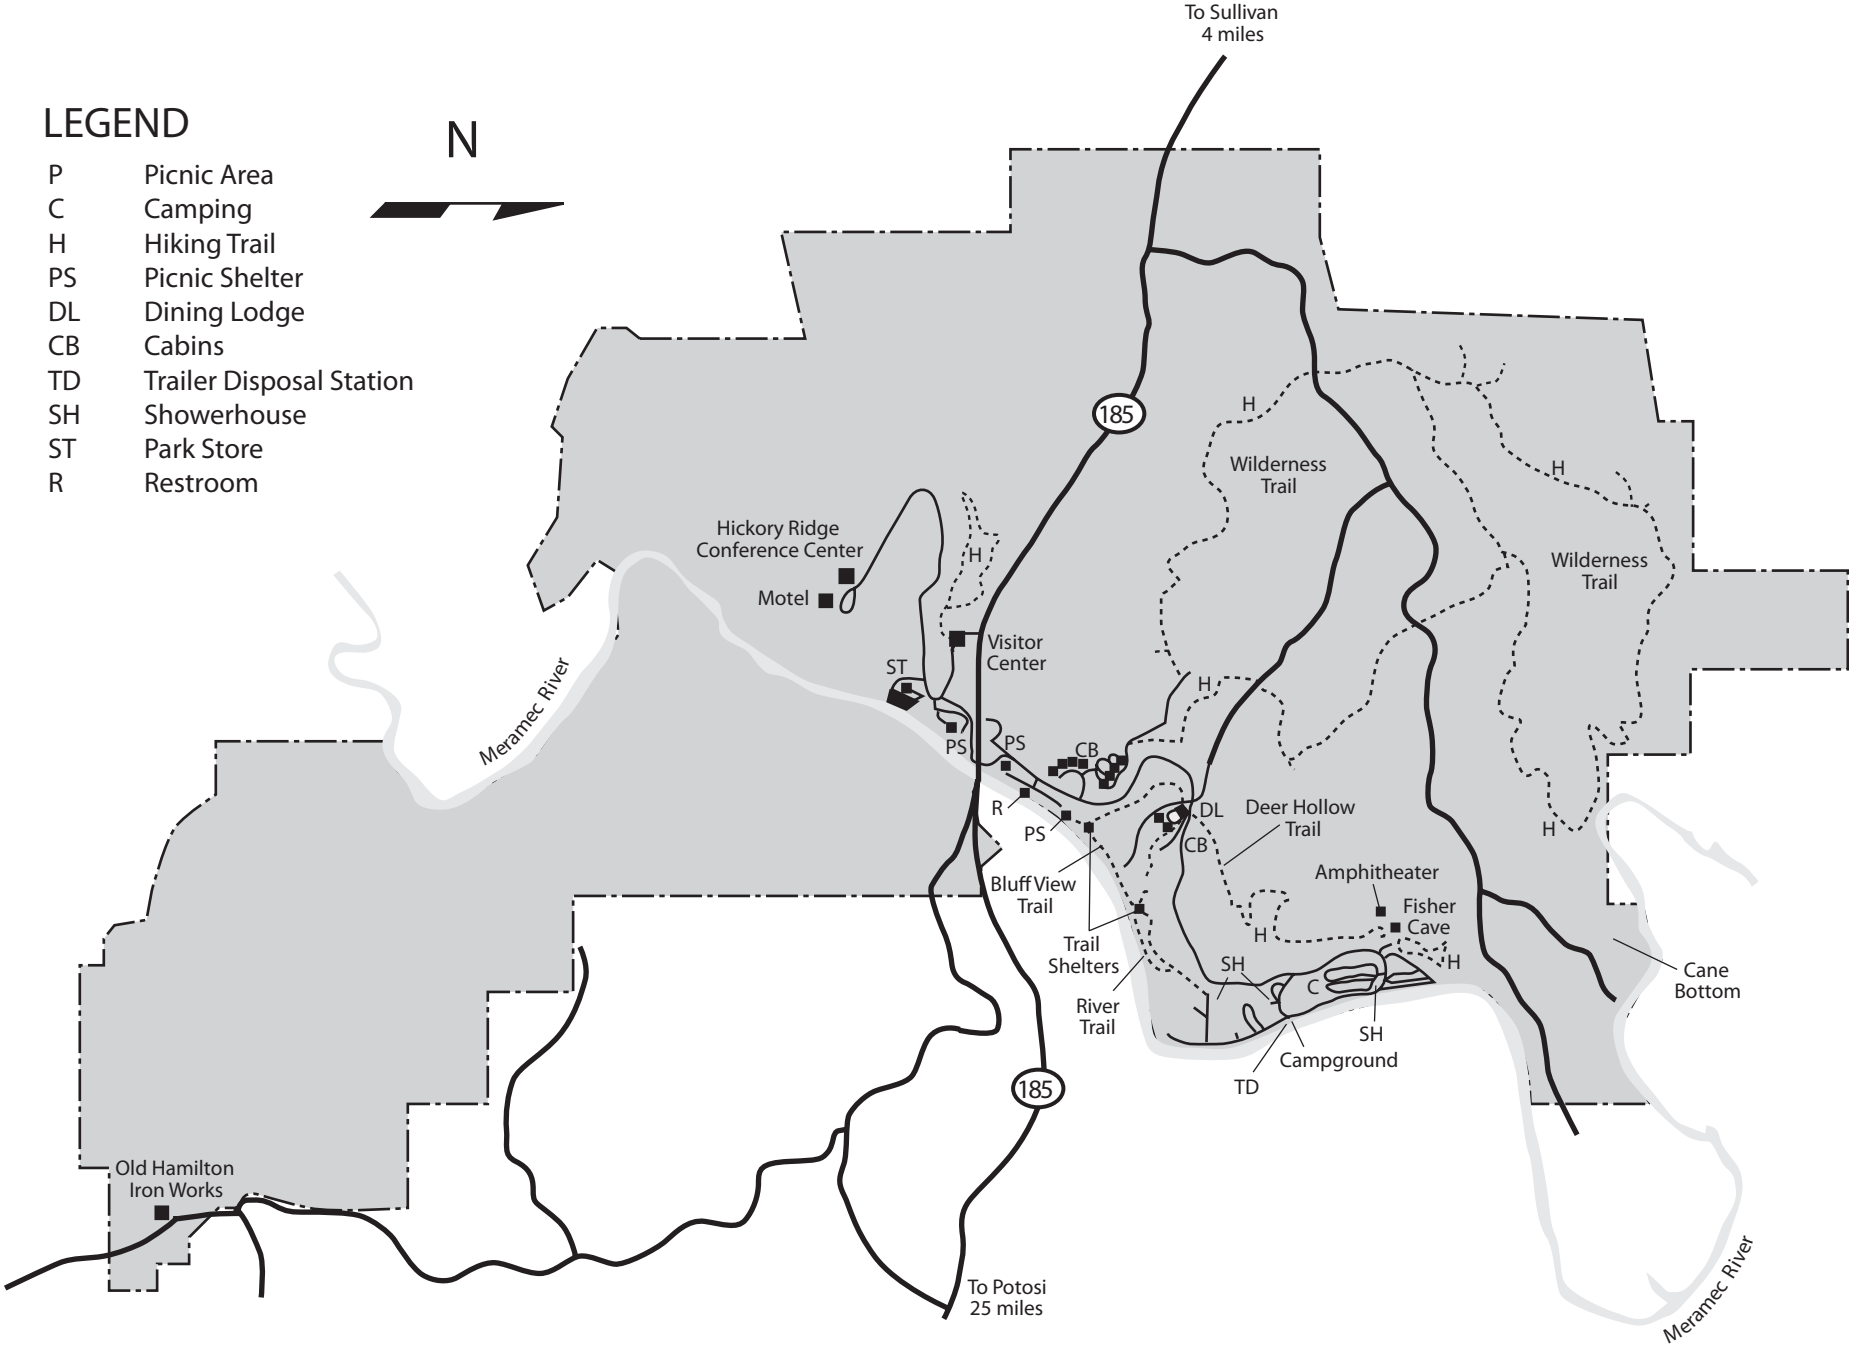 To Sullivan
4 miles
LEGEND
P Picnic Area
C Camping
H Hiking Trail
PS Picnic Shelter
DL Dining Lodge
CB Cabins
TD Trailer Disposal Station
SH Showerhouse
ST Park Store
R Restroom
N
185
H
Wilderness
Trail
H
Hickory Ridge
Conference Center
H
Motel
Wilderness
Trail
Visitor
Center
ST
H
Meramec River
PS
PS
CB
R
PS
DL
Deer Hollow
Trail
H
CB
Bluff View
Trail
Amphitheater
Fisher
Cave
H
Trail
Shelters
SH
H
C
Cane
Bottom
River
Trail
SH
Campground
TD
185
Old Hamilton
Iron Works
To Potosi
25 miles
Meramec River